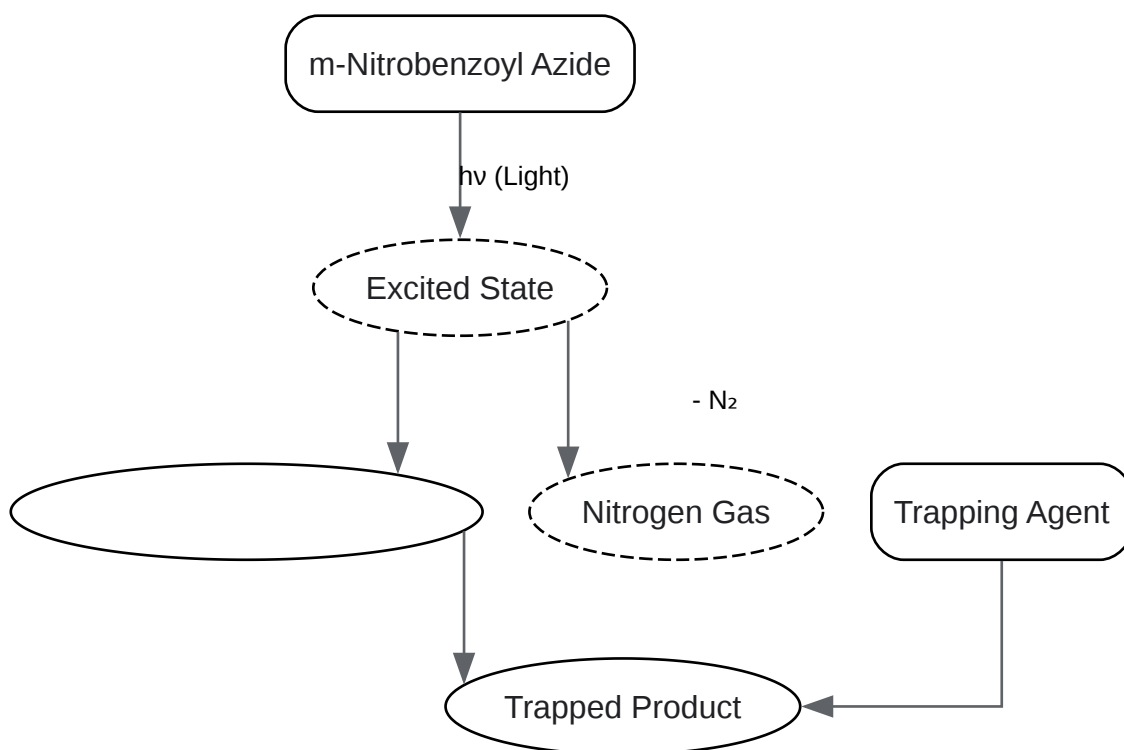 m-Nitrobenzoyl Azide
hν (Light)
Excited State
- N₂
Nitrogen Gas
Trapping Agent
Trapped Product